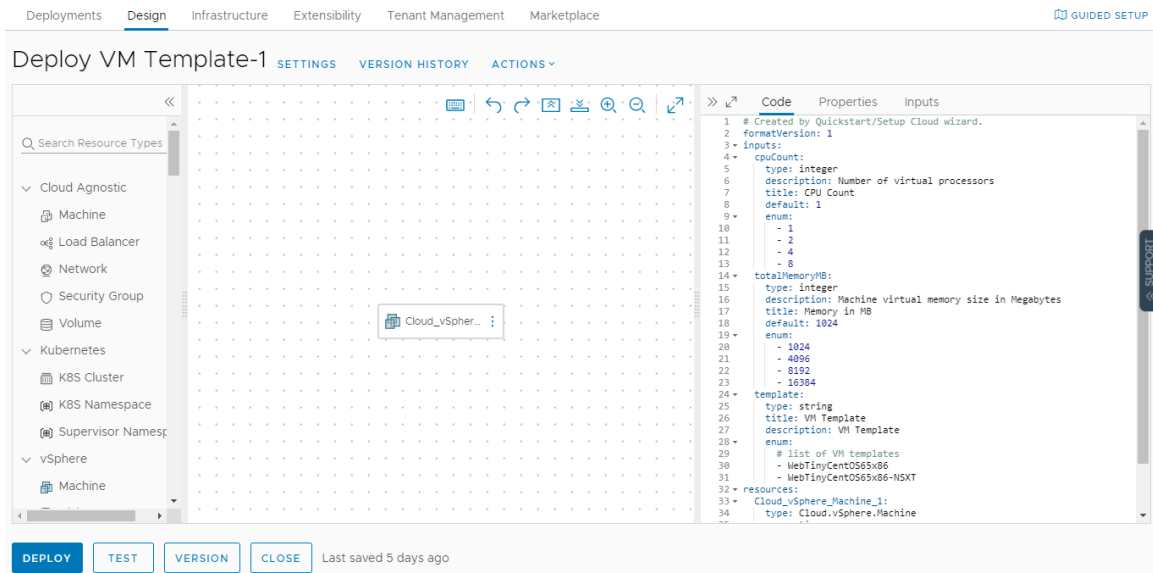 Deployments Design Infrastructure Extensibility Tenant Management Marketplace GUIDED SETUP
Deploy VM Template-1 SETTINGS VERSION HISTORY ACTIONS
Search Resource Types
Cloud Agnostic
Machine
Load Balancer
Network
Security Group
Volume
Kubernetes
K8S Cluster
K8S Namespace
Supervisor Namesp
vSphere
Machine
Cloud_vSpher...
Code Properties Inputs
1 # Created by Quickstart/Setup Cloud wizard.
2 formatVersion: 1
3 inputs:
4 cpuCount:
5 type: integer
6 description: Number of virtual processors
7 title: CPU Count
8 default: 1
9 enum:
10 - 1
11 - 2
12 - 4
13 - 8
14 totalMemoryMB:
15 type: integer
16 description: Machine virtual memory size in Megabytes
17 title: Memory in MB
18 default: 1024
19 enum:
20 - 1024
21 - 4096
22 - 8192
23 - 16384
24 template:
25 type: string
26 title: VM Template
27 description: VM Template
28 enum:
29 # list of VM templates
30 - WebTinyCentOS65x86
31 - WebTinyCentOS65x86-NSXT
32 resources:
33 Cloud_vSphere_Machine_1:
34 type: Cloud.vSphere.Machine
SUPPORT
DEPLOY TEST VERSION CLOSE Last saved 5 days ago